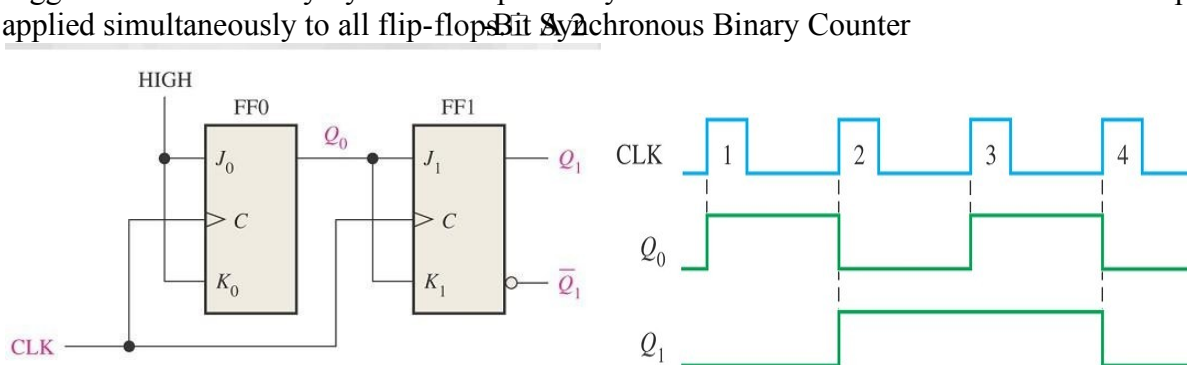 applied simultaneously to all flip-flops. A 2-Bit Synchronous Binary Counter
HIGH
FF0
FF1
Q0
J0
J1
Q1
C
C
K0
K1
Q̅1
CLK
CLK
1
2
3
4
Q0
Q1